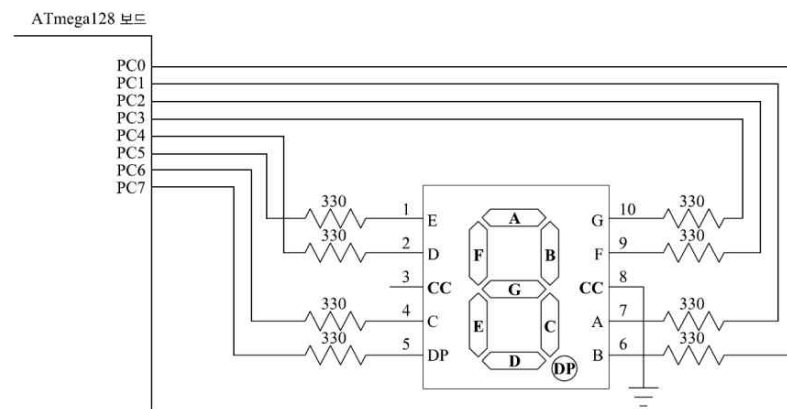 ATmega128 보드
PC0
PC1
PC2
PC3
PC4
PC5
PC6
PC7
330 1 E A G 10 330
330 2 D F B F 9 330
3 CC G CC 8
330 4 C E C A 7 330
330 5 DP D DP B 6 330